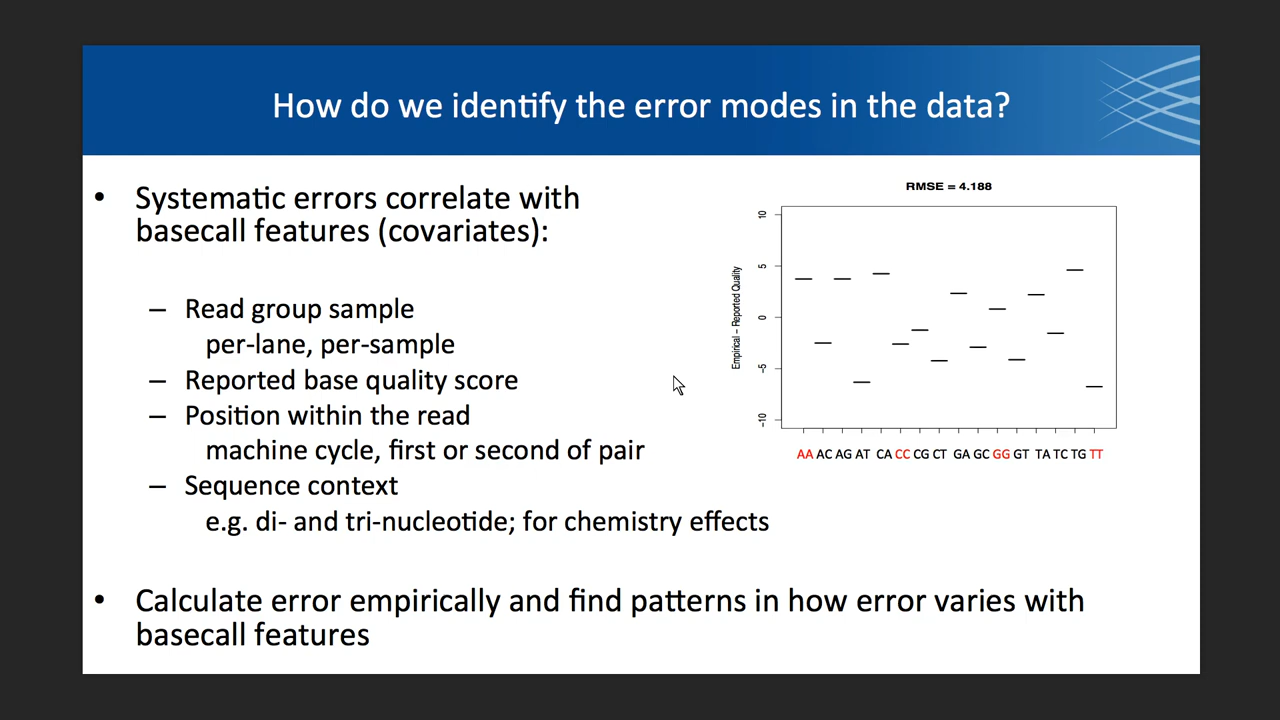 How do we identify the error modes in the data?
• Systematic errors correlate with
basecall features (covariates):
– Read group sample
per-lane, per-sample
– Reported base quality score
– Position within the read
machine cycle, first or second of pair
– Sequence context
e.g. di- and tri-nucleotide; for chemistry effects
• Calculate error empirically and find patterns in how error varies with
basecall features
RMSE = 4.188
Empirical – Reported Quality
10
5
0
−5
−10
AA AC AG AT CA CC CG CT GA GC GG GT TA TC TG TT